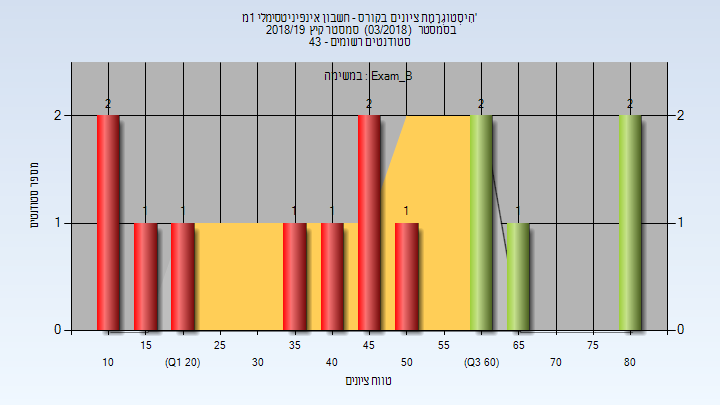 היסטוגרמת ציונים בקורס - חשבון אינפיניטסימלי 1מ'
בסמסטר (03/2018) סמסטר קיץ 2018/19
סטודנטים רשומים - 43
במשימה : Exam_B
מספר סטודנטים
2 2 2 2 2 2
1 1 1 1 1 1 1 1
0 0
15 25 35 45 55 65 75
10 (Q1 20) 30 40 50 (Q3 60) 70 80
טווח ציונים